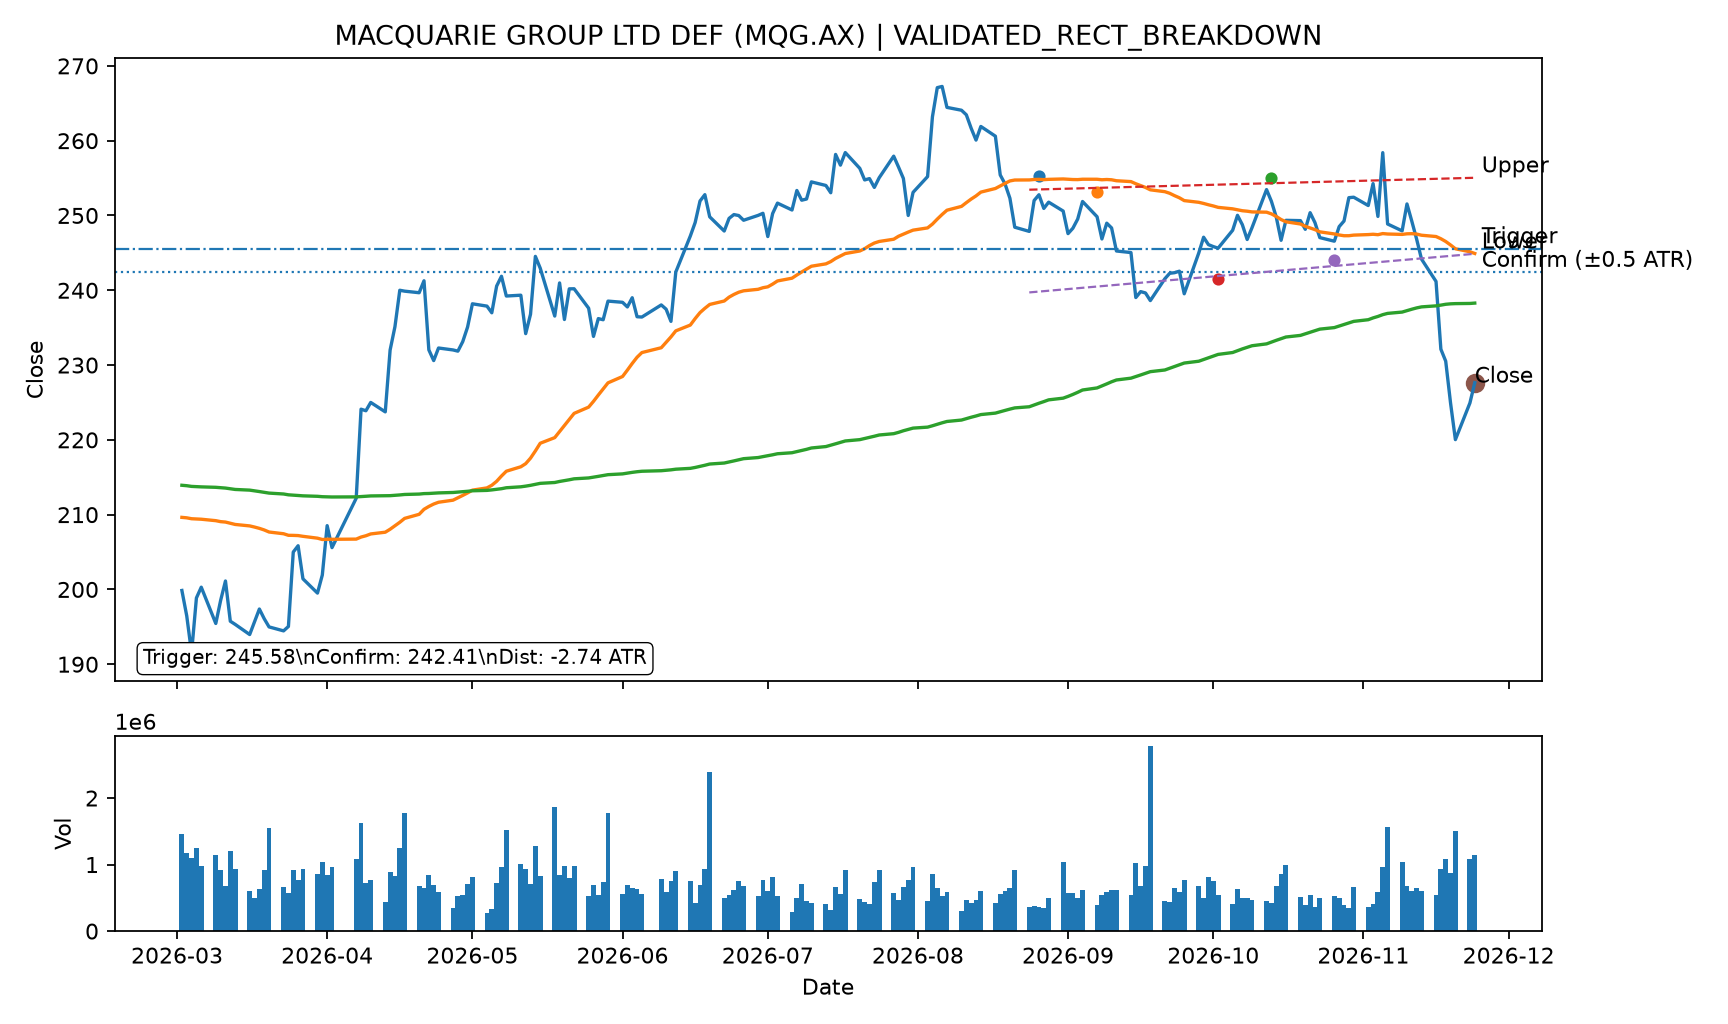 MACQUARIE GROUP LTD DEF (MQG.AX) | VALIDATED_RECT_BREAKDOWN
270
260
250
240
230
220
210
200
190
Close
Upper
Trigger
Lower
Confirm (±0.5 ATR)
Close
Trigger: 245.58\nConfirm: 242.41\nDist: -2.74 ATR
1e6
2
1
0
Vol
2026-03
2026-04
2026-05
2026-06
2026-07
2026-08
2026-09
2026-10
2026-11
2026-12
Date